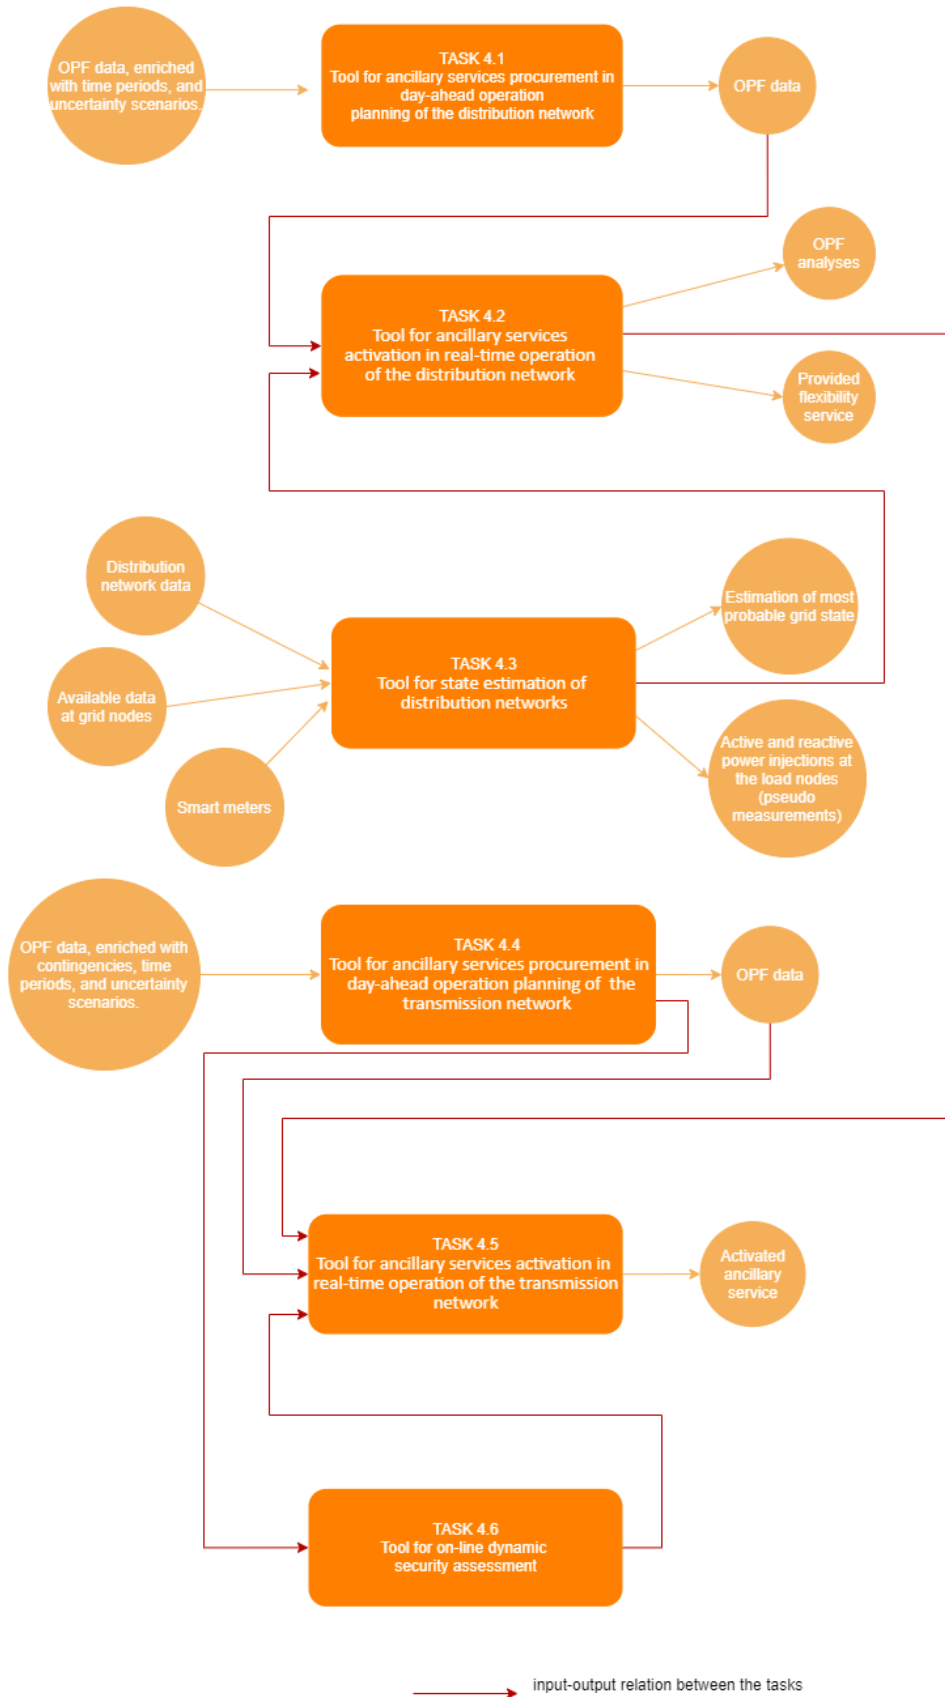 OPF data, enriched
with time periods, and
uncertainty scenarios.
TASK 4.1
Tool for ancillary services procurement in
day-ahead operation
planning of the distribution network
OPF data
OPF
analyses
TASK 4.2
Tool for ancillary services
activation in real-time operation
of the distribution network
Provided
flexibility
service
Distribution
network data
Available data
at grid nodes
Smart meters
TASK 4.3
Tool for state estimation of
distribution networks
Estimation of most
probable grid state
Active and reactive
power injections at
the load nodes
(pseudo
measurements)
OPF data, enriched with
contingencies, time
periods, and uncertainty
scenarios.
TASK 4.4
Tool for ancillary services procurement in
day-ahead operation planning of the
transmission network
OPF data
TASK 4.5
Tool for ancillary services activation in
real-time operation of the transmission
network
Activated
ancillary
service
TASK 4.6
Tool for on-line dynamic
security assessment
input-output relation between the tasks